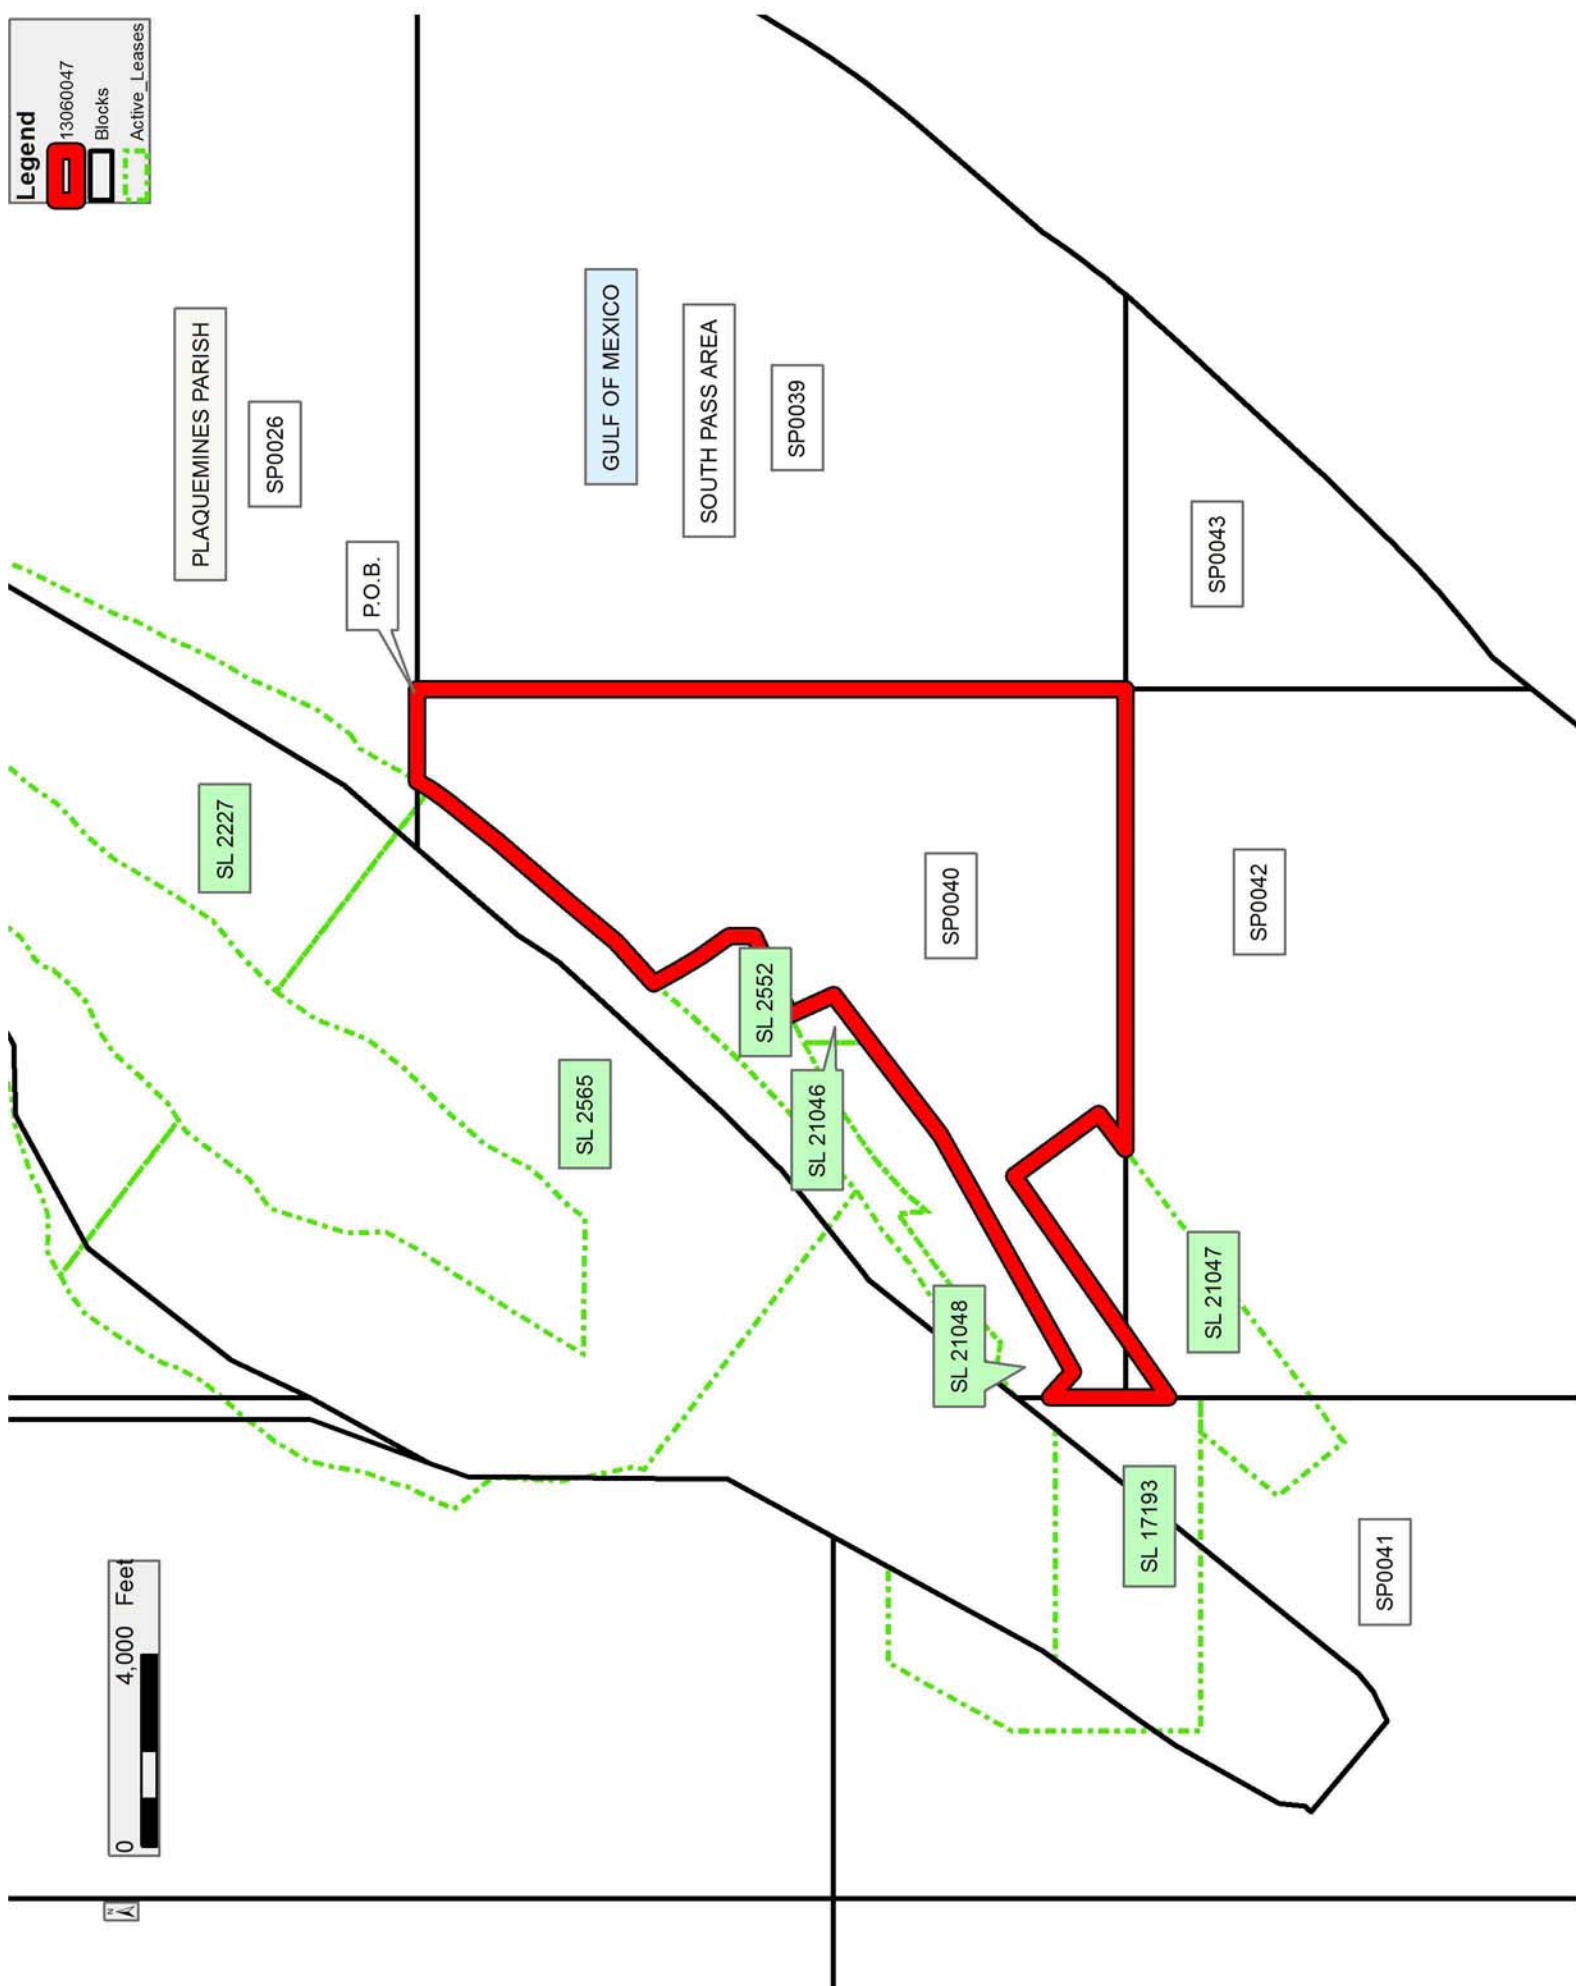 Legend
13060047
Blocks
Active_Leases
PLAQUEMINES PARISH
SP0026
P.O.B.
GULF OF MEXICO
SOUTH PASS AREA
SP0039
SP0043
SL 2227
SL 2565
SL 2552
SL 21046
SP0040
SP0042
SL 21048
SL 21047
SL 17193
SP0041
0 4,000 Feet
N